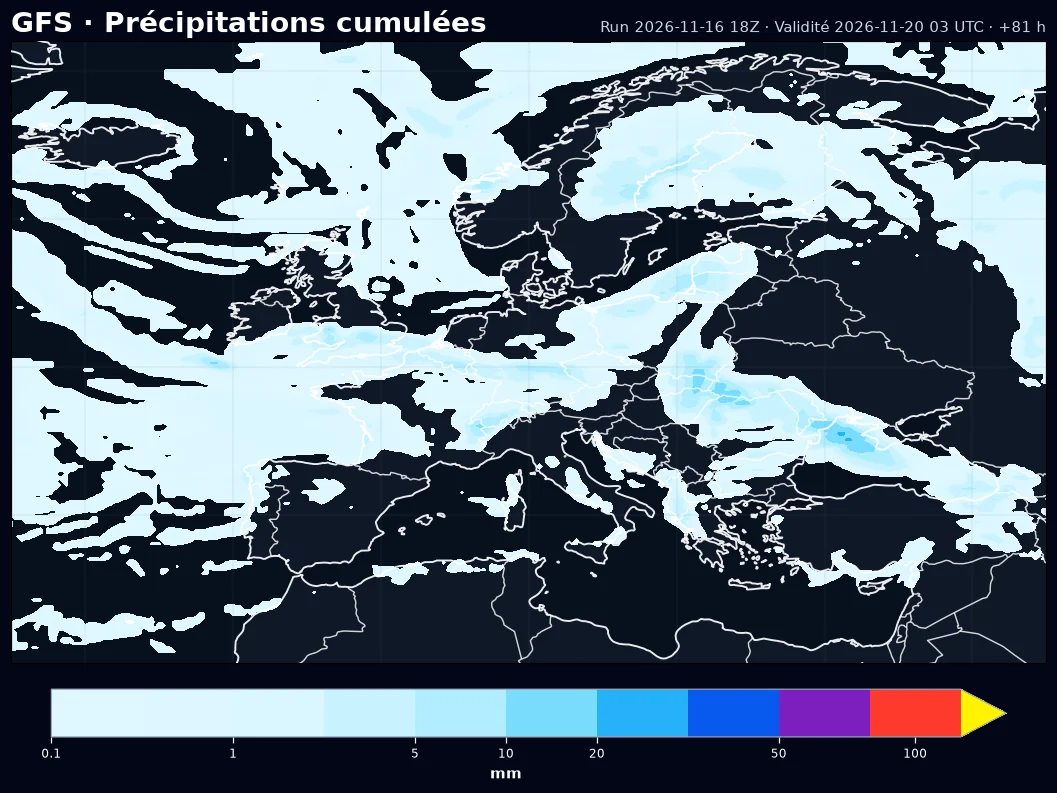 GFS · Précipitations cumulées
Run 2026-11-16 18Z · Validité 2026-11-20 03 UTC · +81 h
0.1 1 5 10 20 50 100
mm